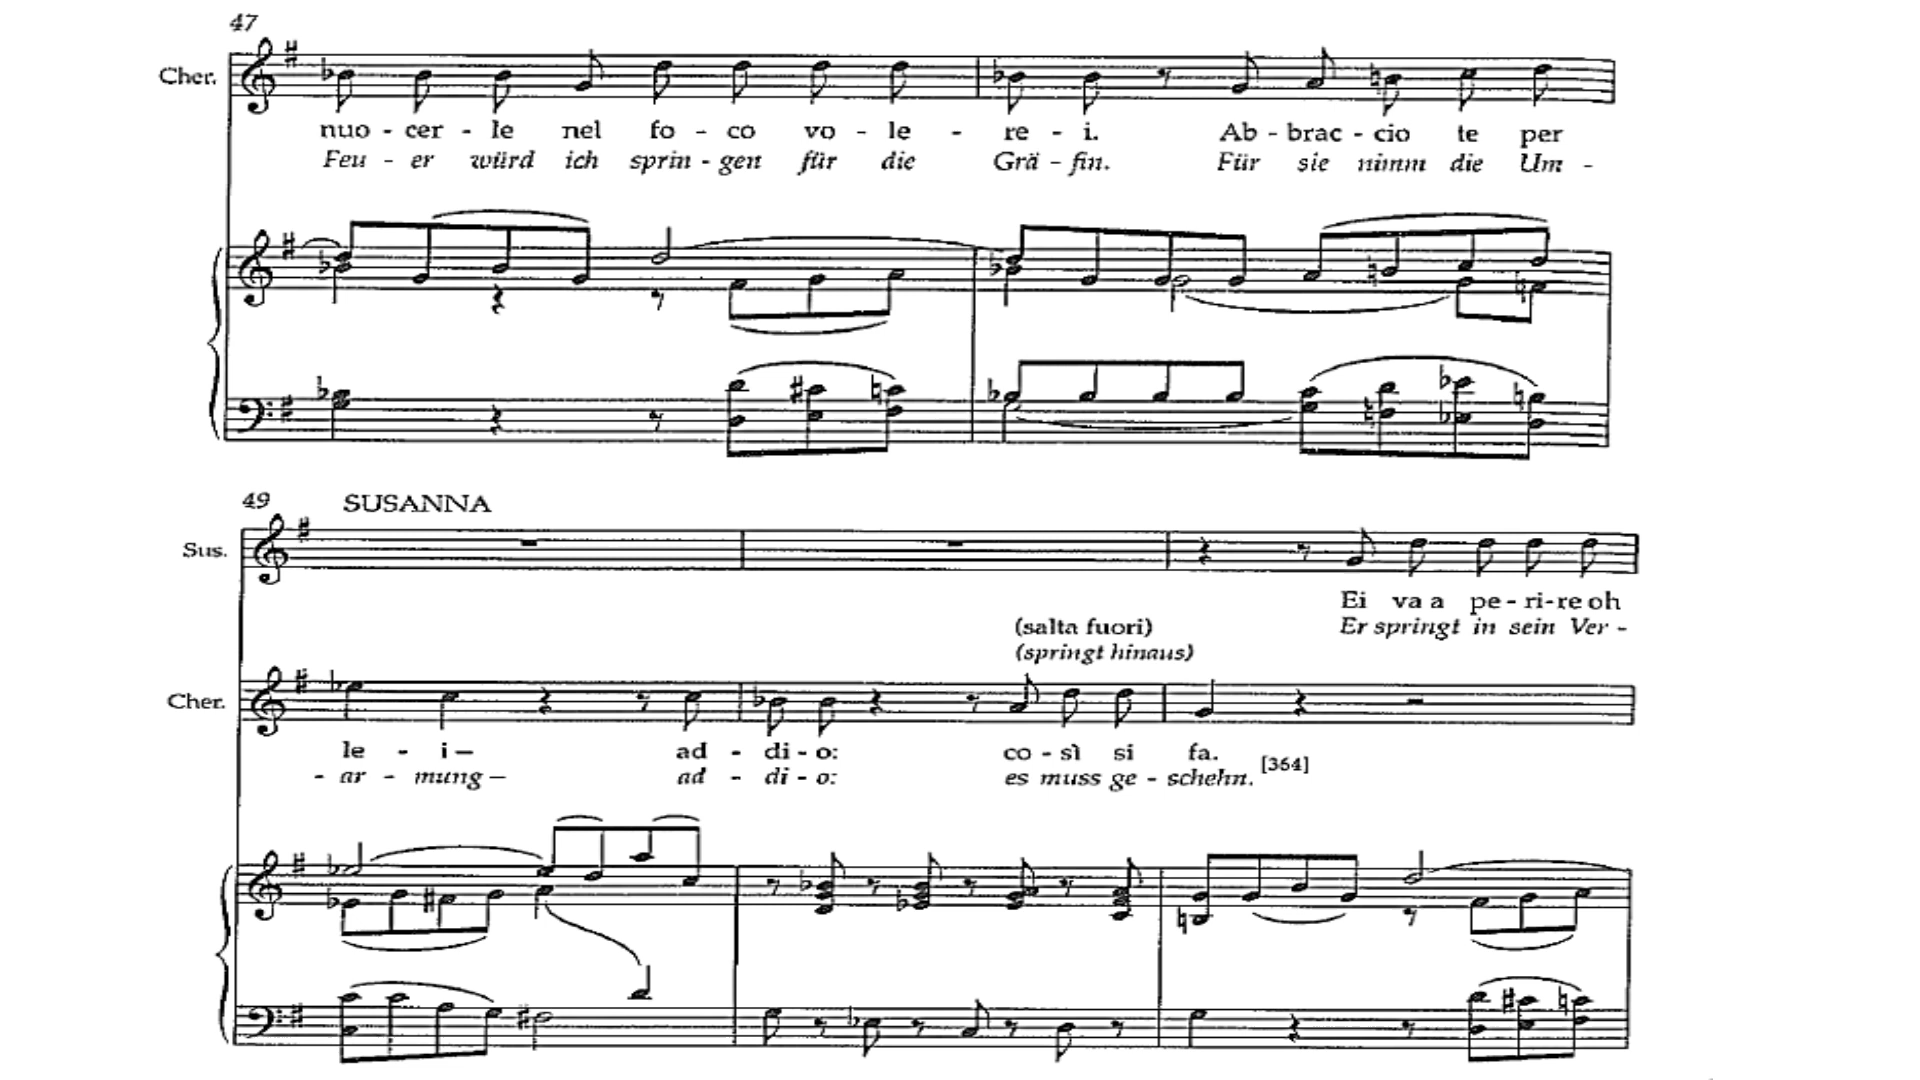 47
Cher.
nuo - cer - le nel fo - co vo - le - re - i. Ab - brac - cio te per
Feu - er würd ich sprin - gen für die Grä - fin. Für sie nimm die Um -
49 SUSANNA
Sus.
Ei va a pe - ri - re oh
Er springt in sein Ver -
(salta fuori)
(springt hinaus)
Cher.
le - i — ad - di - o: co - sì si fa.
- ar - mung — ad - di - o: es muss ge - schehn. [364]